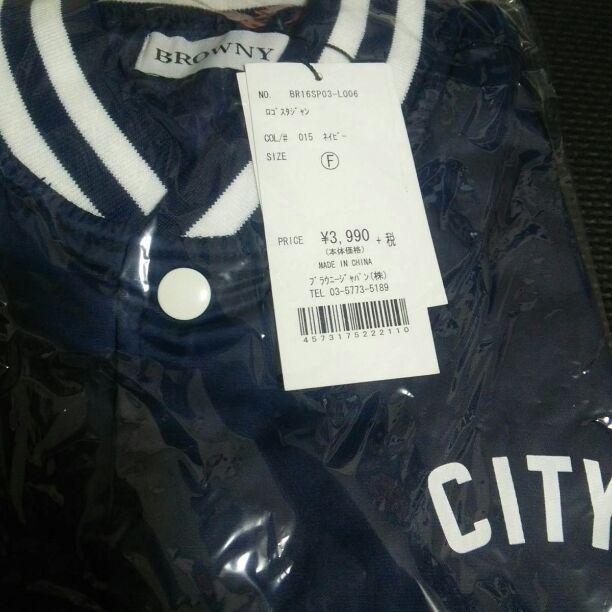 BROWNY
NO. BR16SP03-L006
ロゴスタジャン
COL/# 015 ネイビー
SIZE F
PRICE ¥3,990 +税
(本体価格)
MADE IN CHINA
ブラウニージャパン(株)
TEL 03-5773-5189
4573175222110
CITY